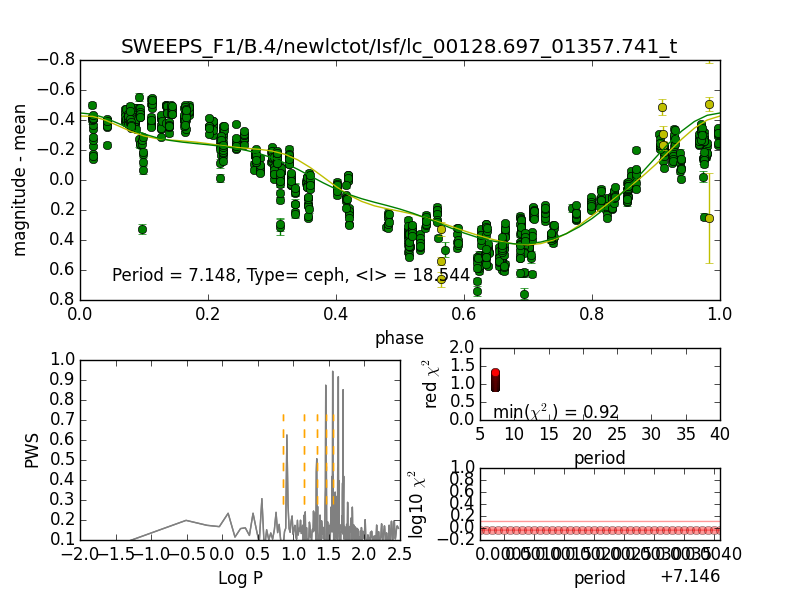 SWEEPS_F1/B.4/newlctot/Isf/lc_00128.697_01357.741_t
−0.8
−0.6
−0.4
−0.2
0.0
0.2
0.4
0.6
0.8
magnitude - mean
Period = 7.148, Type= ceph, <I> = 18.544
0.0 0.2 0.4 0.6 0.8 1.0
phase
1.0
0.9
0.8
0.7
0.6
0.5
0.4
0.3
0.2
0.1
PWS
−2.0 −1.5 −1.0 −0.5 0.0 0.5 1.0 1.5 2.0 2.5
Log P
2.0
1.5
1.0
0.5
0.0
red χ²
min(χ²) = 0.92
5 10 15 20 25 30 35 40
period
1.0
0.8
0.6
0.4
0.2
0.0
−0.2
log10 χ²
period
+7.146